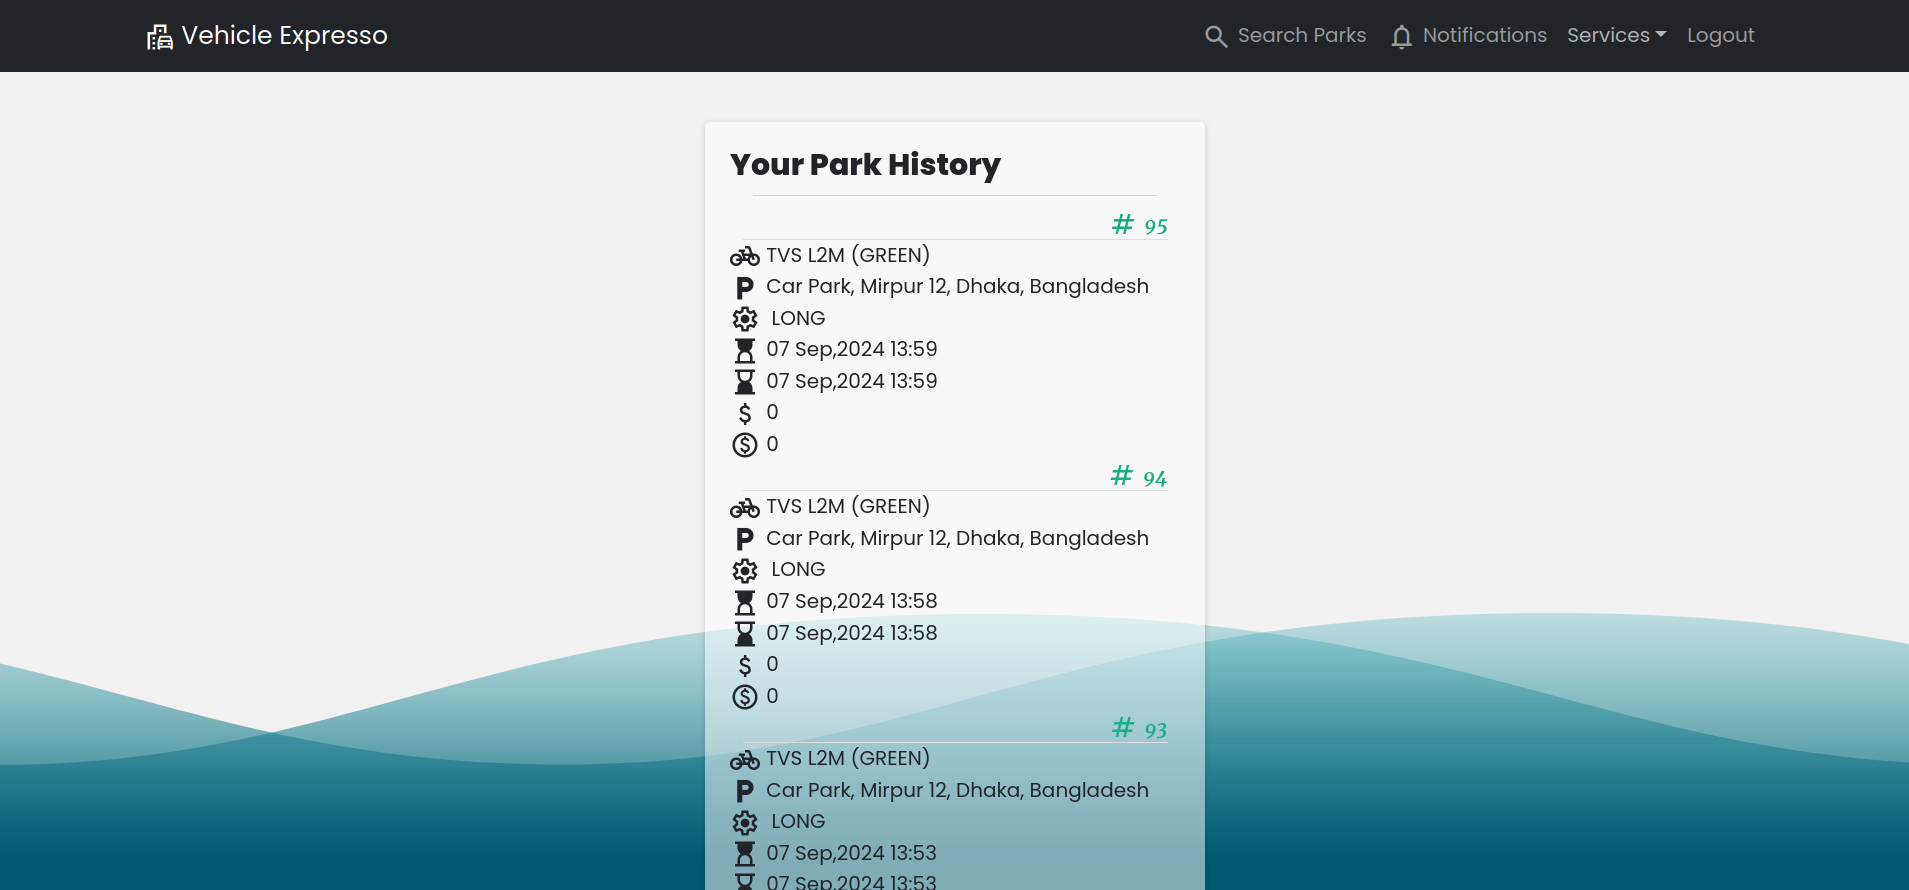 Vehicle Expresso
Search Parks
Notifications
Services
Logout
Your Park History
# 95
TVS L2M (GREEN)
P Car Park, Mirpur 12, Dhaka, Bangladesh
LONG
07 Sep,2024 13:59
07 Sep,2024 13:59
$ 0
$ 0
# 94
TVS L2M (GREEN)
P Car Park, Mirpur 12, Dhaka, Bangladesh
LONG
07 Sep,2024 13:58
07 Sep,2024 13:58
$ 0
$ 0
# 93
TVS L2M (GREEN)
P Car Park, Mirpur 12, Dhaka, Bangladesh
LONG
07 Sep,2024 13:53
07 Sep,2024 13:53